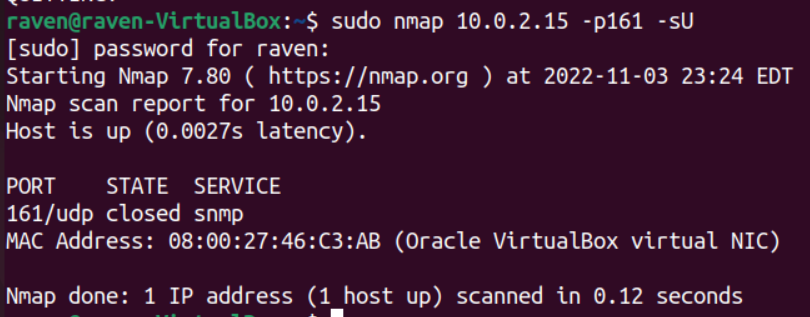 raven@raven-VirtualBox:~$ sudo nmap 10.0.2.15 -p161 -sU
[sudo] password for raven:
Starting Nmap 7.80 ( https://nmap.org ) at 2022-11-03 23:24 EDT
Nmap scan report for 10.0.2.15
Host is up (0.0027s latency).
PORT    STATE  SERVICE
161/udp closed snmp
MAC Address: 08:00:27:46:C3:AB (Oracle VirtualBox virtual NIC)
Nmap done: 1 IP address (1 host up) scanned in 0.12 seconds